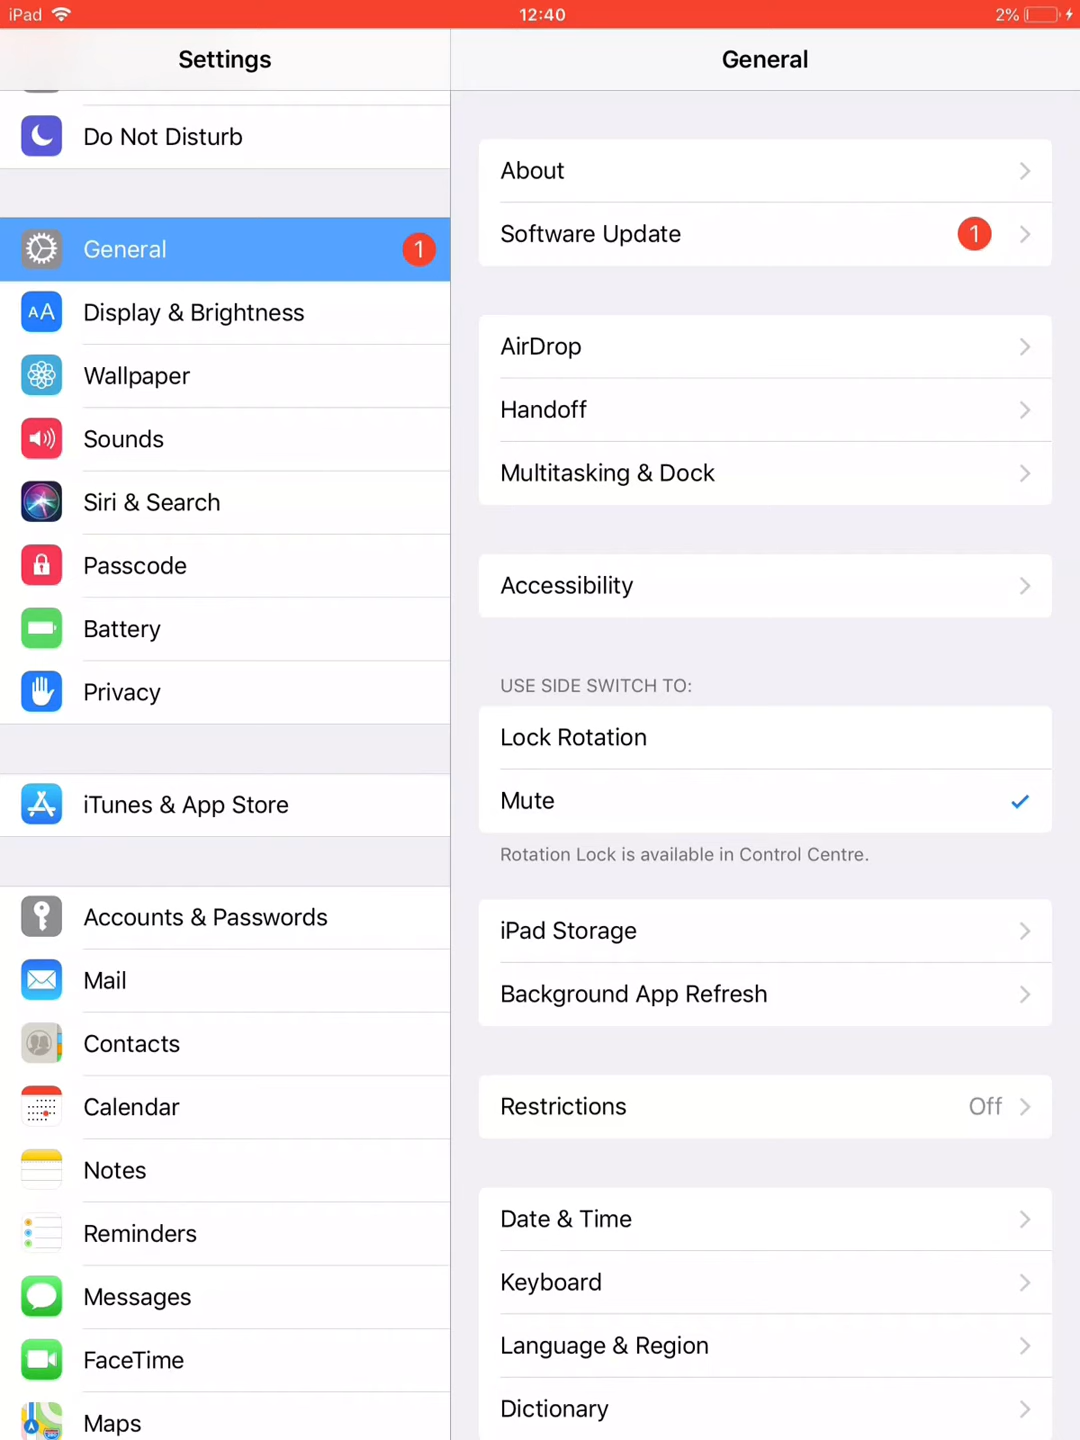 iPad
12:40
2%
Settings
Do Not Disturb
General
1
AA
Display & Brightness
Wallpaper
Sounds
Siri & Search
Passcode
Battery
Privacy
iTunes & App Store
Accounts & Passwords
Mail
Contacts
Calendar
Notes
Reminders
Messages
FaceTime
Maps
General
About
Software Update
1
AirDrop
Handoff
Multitasking & Dock
Accessibility
USE SIDE SWITCH TO:
Lock Rotation
Mute
Rotation Lock is available in Control Centre.
iPad Storage
Background App Refresh
Restrictions
Off
Date & Time
Keyboard
Language & Region
Dictionary